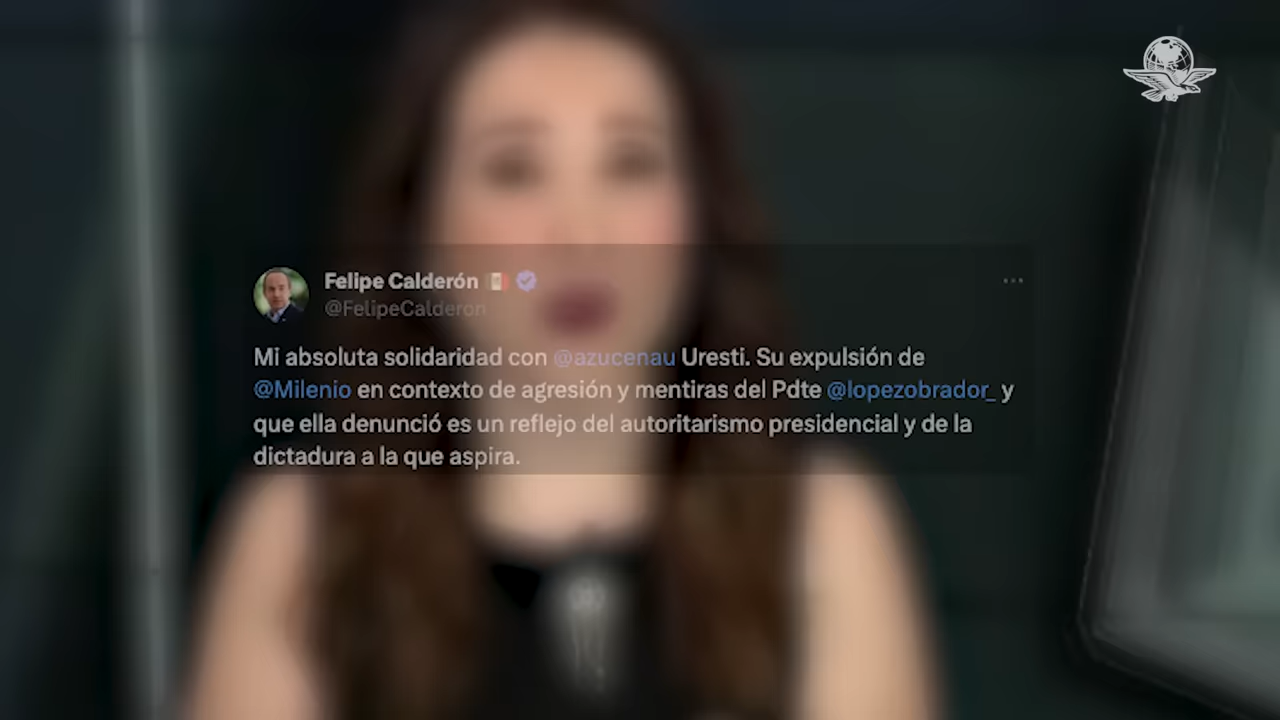 Felipe Calderón
@FelipeCalderon
Mi absoluta solidaridad con @azucenau Uresti. Su expulsión de
@Milenio en contexto de agresión y mentiras del Pdte @lopezobrador_ y
que ella denunció es un reflejo del autoritarismo presidencial y de la
dictadura a la que aspira.